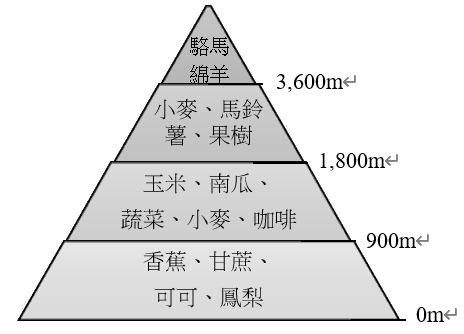 駱馬
綿羊
3,600m↵
小麥、馬鈴
薯、果樹
1,800m↵
玉米、南瓜、
蔬菜、小麥、咖啡
900m↵
香蕉、甘蔗、
可可、鳳梨
0m↵